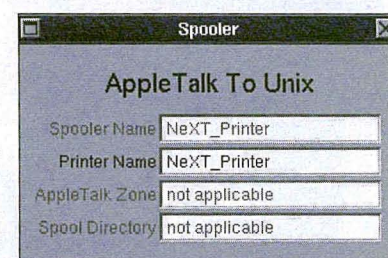 Spooler
AppleTalk To Unix
Spooler Name NeXT_Printer
Printer Name NeXT_Printer
AppleTalk Zone not applicable
Spool Directory not applicable